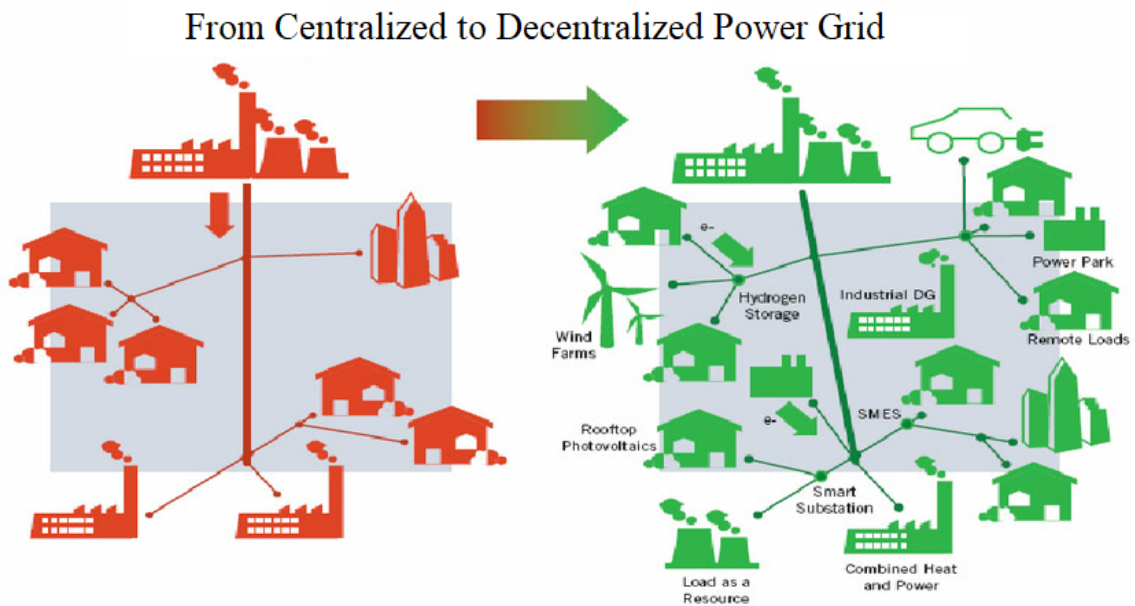 From Centralized to Decentralized Power Grid
e-
Power Park
Hydrogen
Storage
Industrial DG
Wind
Farms
Remote Loads
SMES
e-
Rooftop
Photovoltaics
Smart
Substation
Load as a
Resource
Combined Heat
and Power